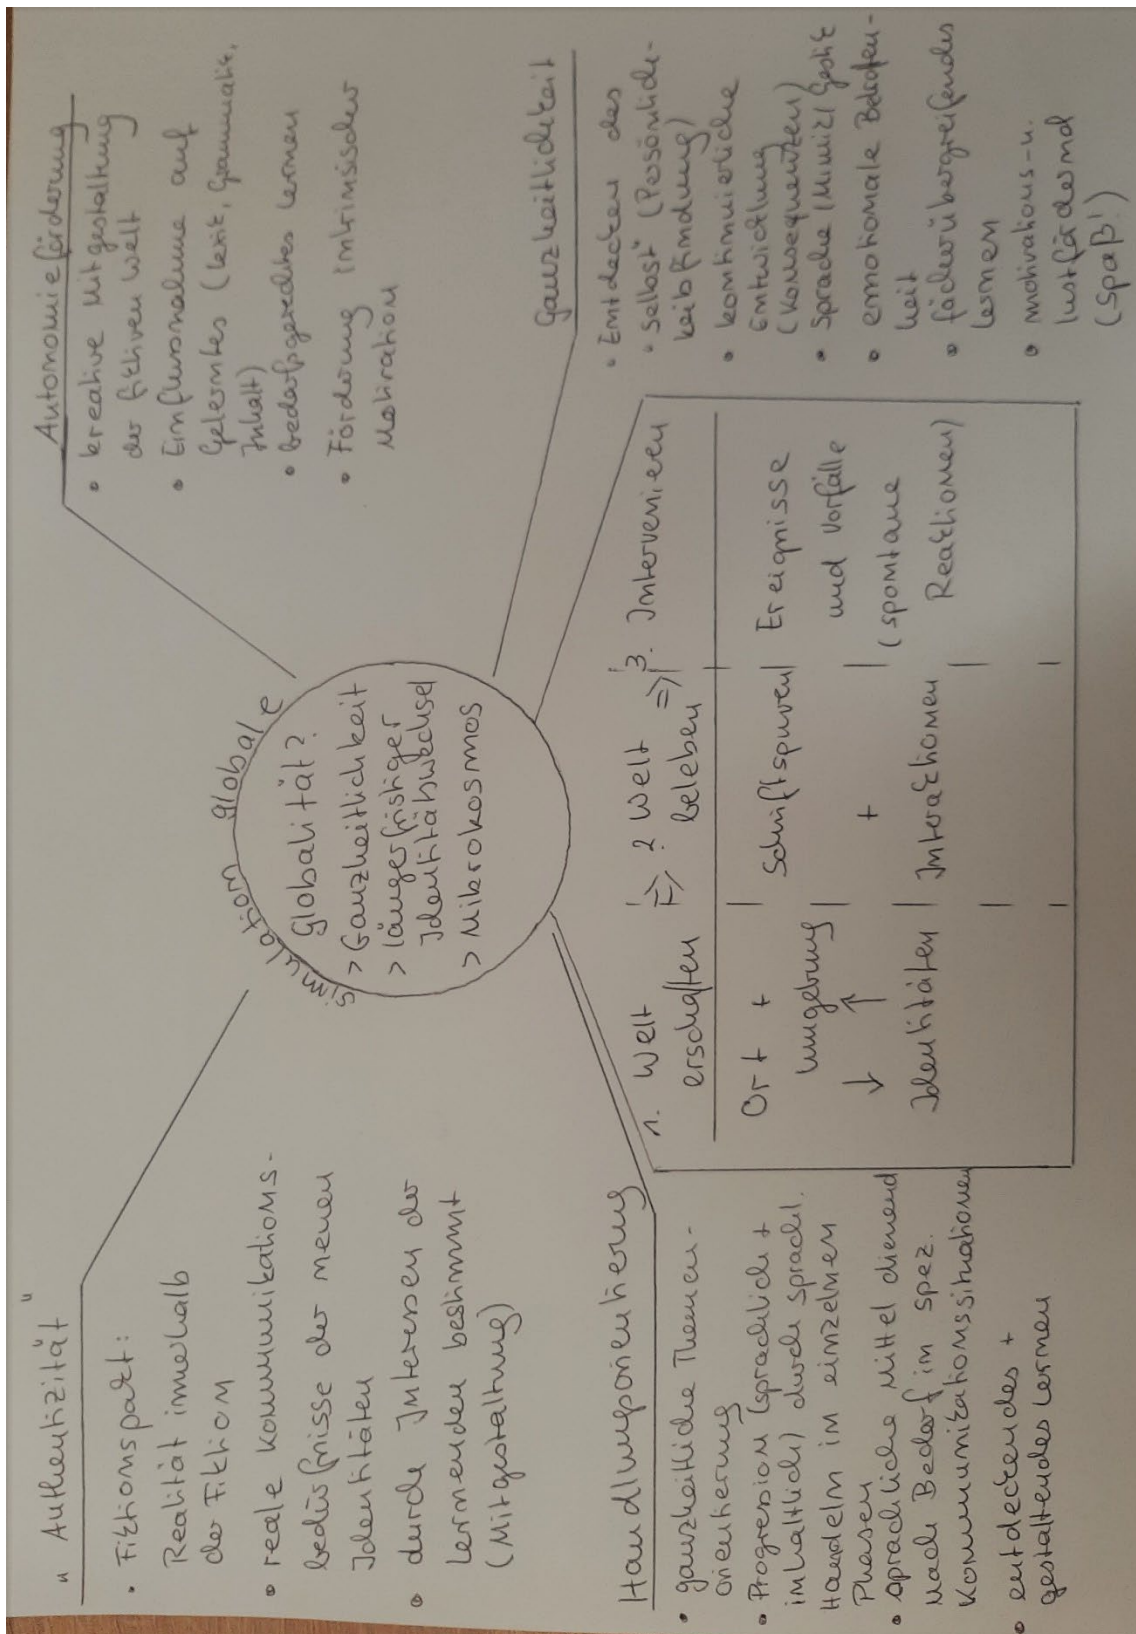 "Authentizität"
• Fiktionspakt:
Realität innerhalb
der Fiktion
• reale Kommunikations-
bedürfnisse der neuen
Identitäten
• durch Interessen der
Lernenden bestimmt
(Mitgestaltung)
simulation globale
Globalität?
> Ganzheitlichkeit
> längerfristiger
Identitätswechsel
> Mikrokosmos
Autonomieförderung
• kreative Mitgestaltung
der fiktiven Welt
• Einflussnahme auf
Gelerntes (Lexik, Grammatik,
Inhalt)
• bedarfsgerechtes Lernen
• Förderung intrinsischer
Motivation
Handlungsorientierung
• ganzheitliche Themen-
orientierung
• Progression (sprachlich +
inhaltlich) durch sprachl.
Handeln in einzelnen
Phasen
• sprachliche Mittel dienend
nach Bedarf in spez.
Kommunikationssituationen
• entdeckendes +
gestaltendes Lernen
1. Welt
erschaffen
Ort +
Umgebung
↓ ↑
Identitäten
=> 2. Welt
beleben
Schriftspuren
+
Interaktionen
=> 3. Intervenieren
Ereignisse
und Vorfälle
(spontane
Reaktionen)
Ganzheitlichkeit
• Entdecken des
• selbst" (Persönlich-
keitsfindung)
• kontinuierliche
Entwicklung
(Konsequenzen)
• Sprache (Mimik/Gestik
• emotionale Betroffen-
heit
• fächerübergreifendes
Lernen
• motivations- u.
lustfördernd
(Spaß!)